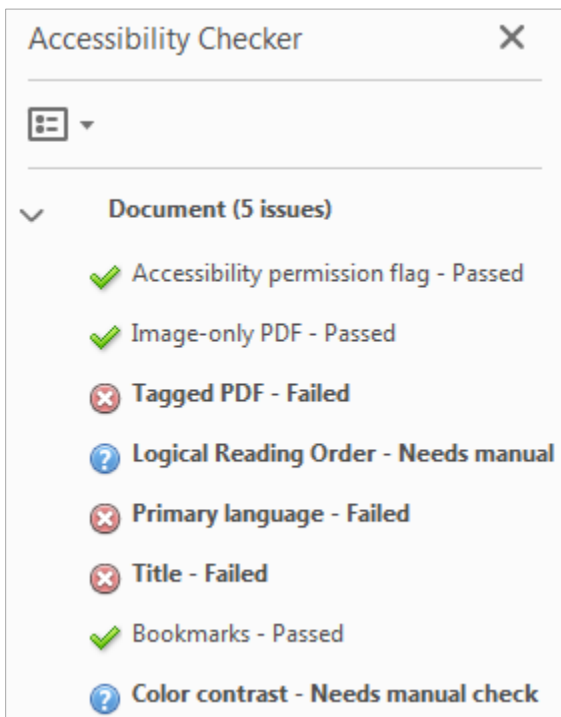 Accessibility Checker
Document (5 issues)
Accessibility permission flag - Passed
Image-only PDF - Passed
Tagged PDF - Failed
Logical Reading Order - Needs manual
Primary language - Failed
Title - Failed
Bookmarks - Passed
Color contrast - Needs manual check